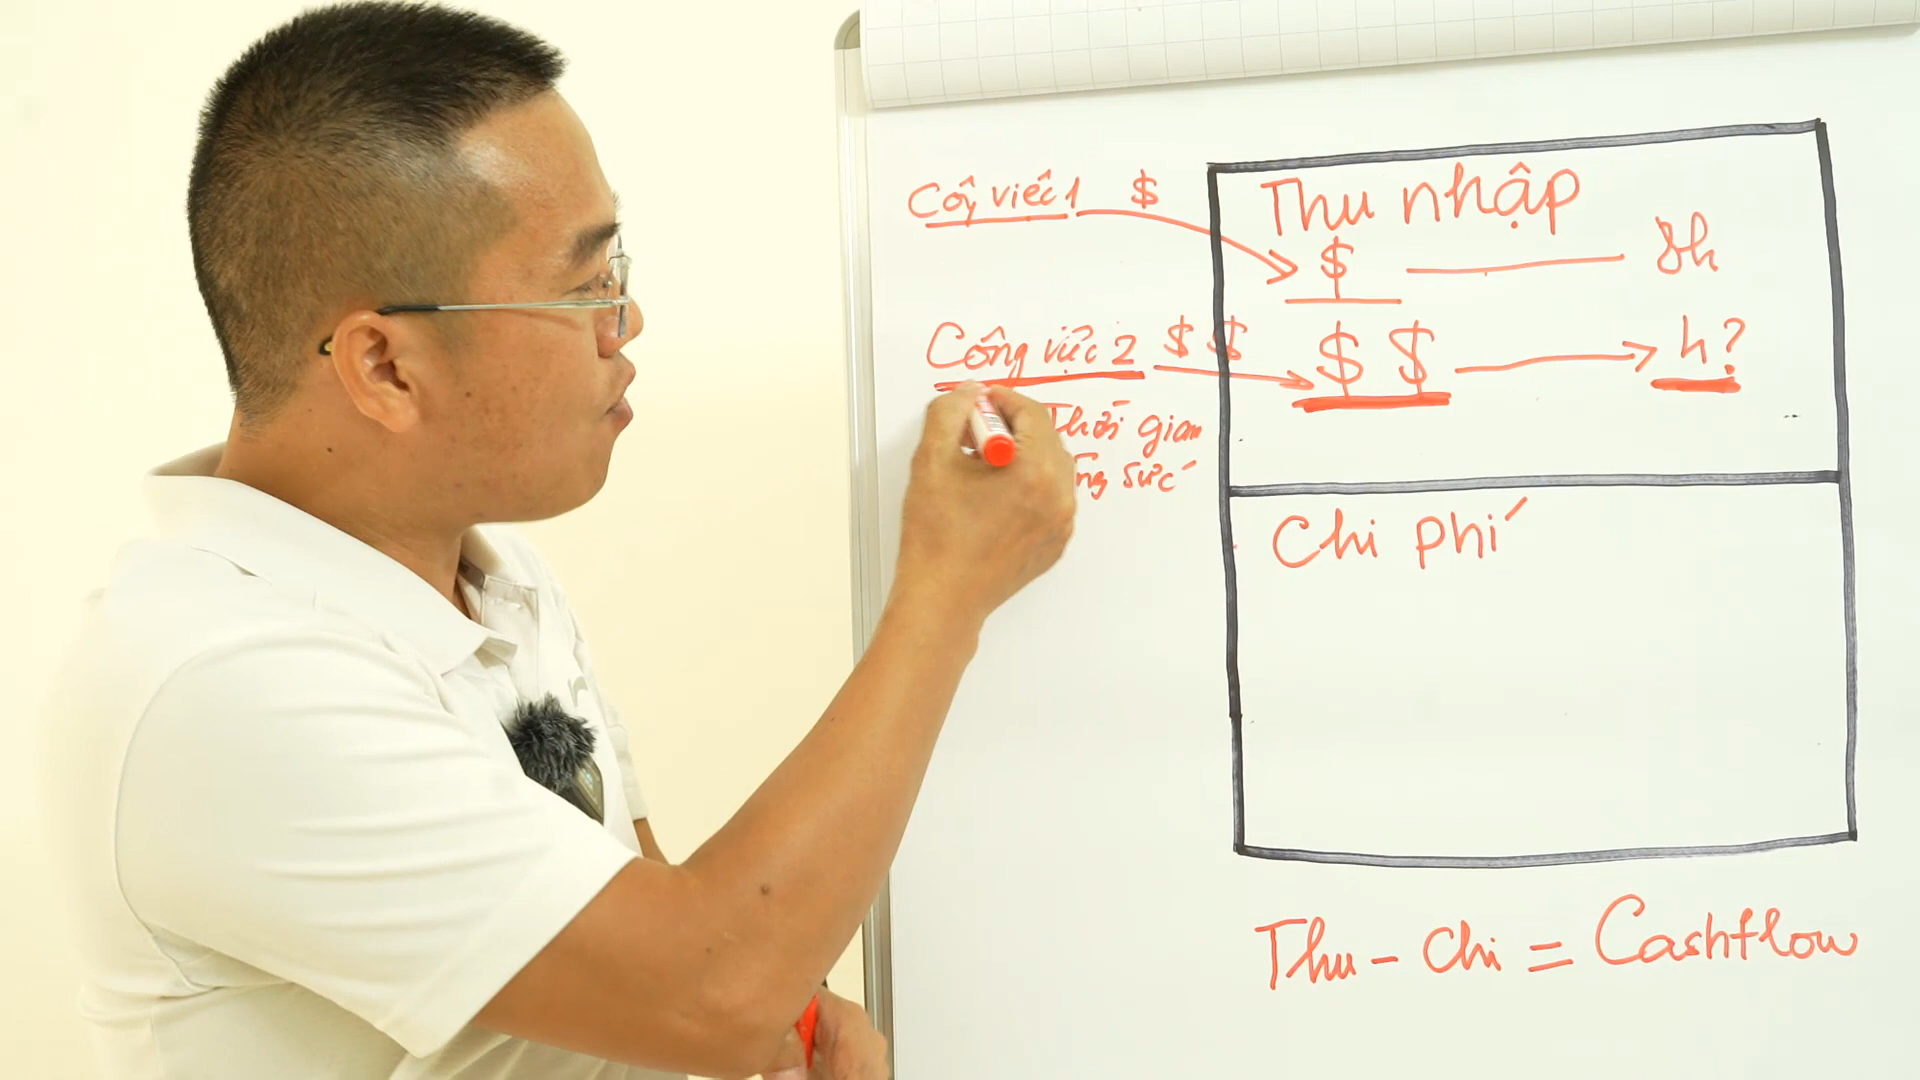 Công việc 1 $
Thu nhập
$ 8h
Công việc 2 $ $
$ $ h?
Thời gian
sức
Chi phí
Thu - Chi = Cashflow